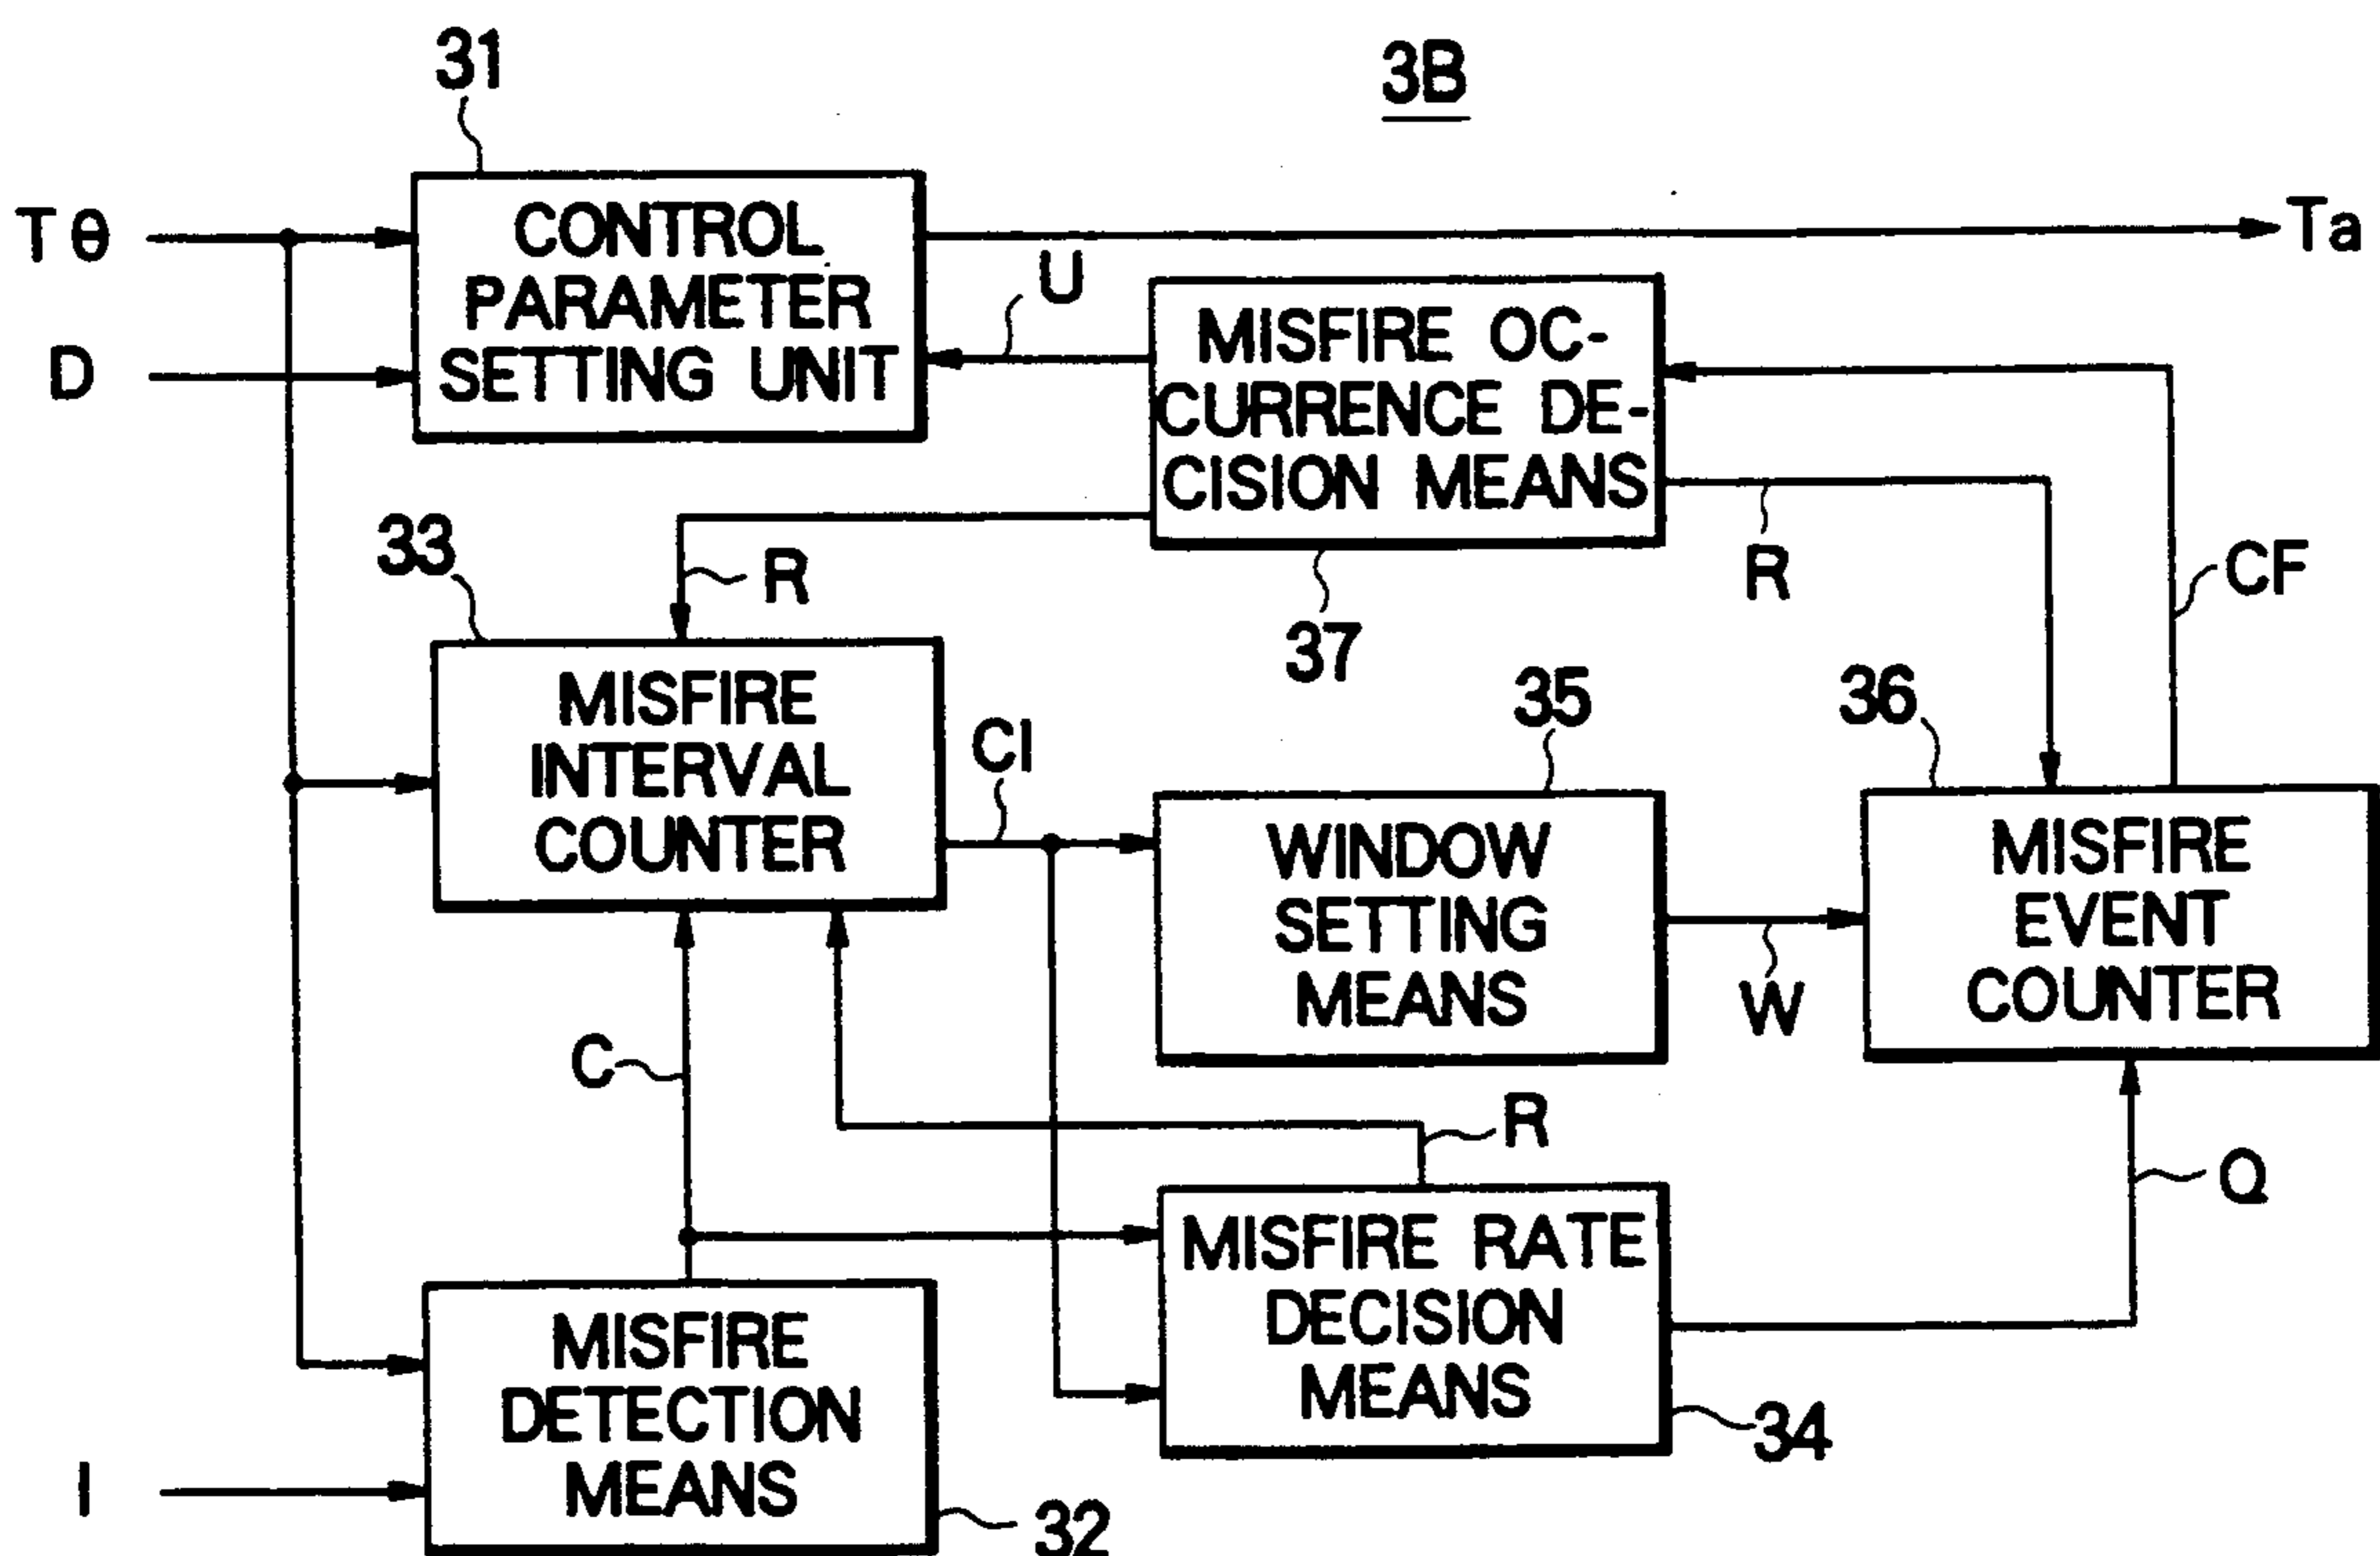 31
3B
Tθ
CONTROL
PARAMETER
SETTING UNIT
Ta
U
D
MISFIRE OC-
CURRENCE DE-
CISION MEANS
R
R
CF
37
33
MISFIRE
INTERVAL
COUNTER
CI
35
WINDOW
SETTING
MEANS
W
36
MISFIRE
EVENT
COUNTER
C
R
Q
MISFIRE RATE
DECISION
MEANS
34
MISFIRE
DETECTION
MEANS
I
32